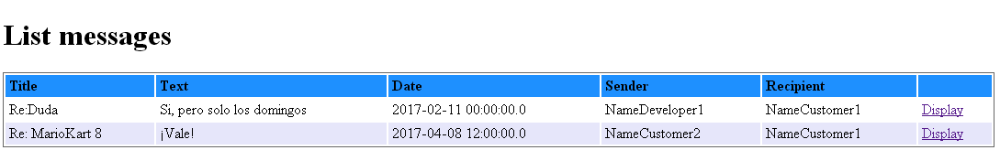 List messages
Title Text Date Sender Recipient
Re:Duda Si, pero solo los domingos 2017-02-11 00:00:00.0 NameDeveloper1 NameCustomer1 Display
Re: MarioKart 8 ¡Vale! 2017-04-08 12:00:00.0 NameCustomer2 NameCustomer1 Display